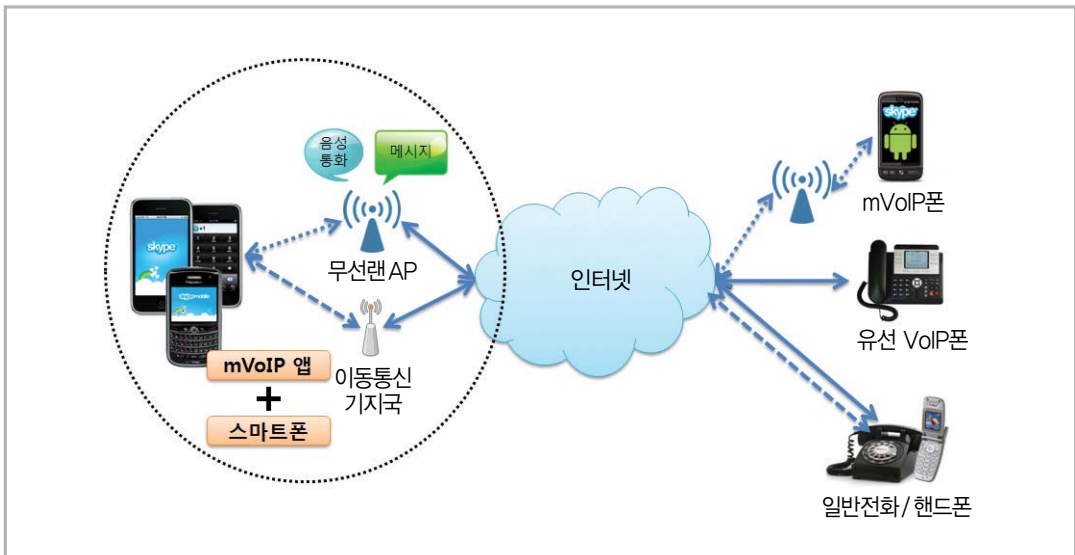 음성
통화
메시지
skype
skypemobile
무선랜 AP
mVoIP 앱
+
스마트폰
이동통신
기지국
인터넷
skype
mVoIP폰
유선 VoIP폰
일반전화 / 핸드폰